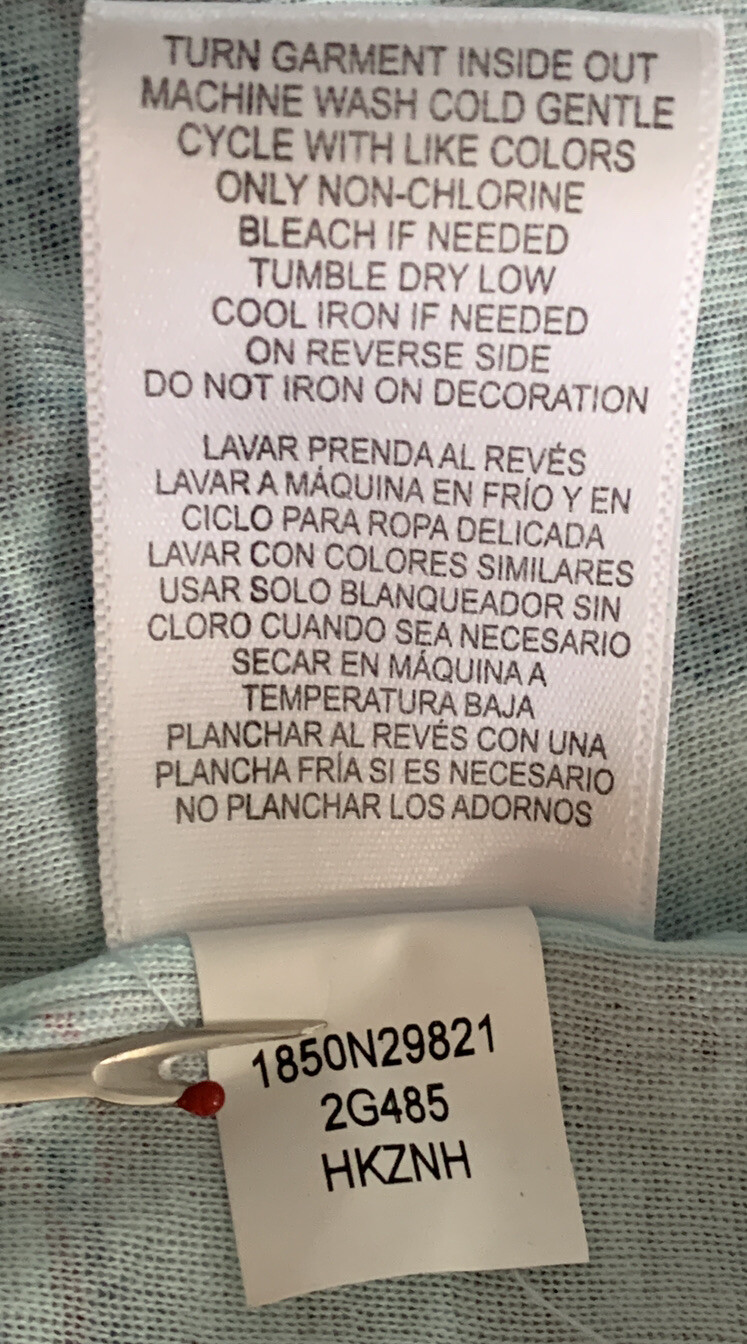 TURN GARMENT INSIDE OUT
MACHINE WASH COLD GENTLE
CYCLE WITH LIKE COLORS
ONLY NON-CHLORINE
BLEACH IF NEEDED
TUMBLE DRY LOW
COOL IRON IF NEEDED
ON REVERSE SIDE
DO NOT IRON ON DECORATION
LAVAR PRENDA AL REVÉS
LAVAR A MÁQUINA EN FRÍO Y EN
CICLO PARA ROPA DELICADA
LAVAR CON COLORES SIMILARES
USAR SOLO BLANQUEADOR SIN
CLORO CUANDO SEA NECESARIO
SECAR EN MÁQUINA A
TEMPERATURA BAJA
PLANCHAR AL REVÉS CON UNA
PLANCHA FRÍA SI ES NECESARIO
NO PLANCHAR LOS ADORNOS
1850N29821
2G485
HKZNH